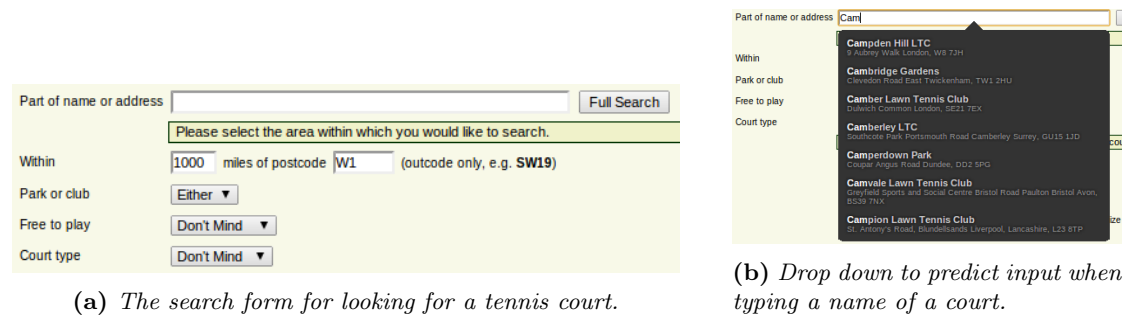 Part of name or address
Full Search
Please select the area within which you would like to search.
Within 1000 miles of postcode W1 (outcode only, e.g. SW19)
Park or club Either ▼
Free to play Don't Mind ▼
Court type Don't Mind ▼
(a) The search form for looking for a tennis court.
Part of name or address Cam
Within
Park or club
Free to play
Court type
Campden Hill LTC
9 Aubrey Walk London, W8 7JH
Cambridge Gardens
Clevedon Road East Twickenham, TW1 2HU
Camber Lawn Tennis Club
Dulwich Common London, SE21 7EX
Camberley LTC
Southcote Park Portsmouth Road Camberley Surrey, GU15 1JD
Camperdown Park
Coupar Angus Road Dundee, DD2 5PG
Camvale Lawn Tennis Club
Greyfield Sports and Social Centre Bristol Road Paulton Bristol Avon,
BS39 7NX
Campion Lawn Tennis Club
St. Antony's Road, Blundellsands Liverpool, Lancashire, L23 8TP
(b) Drop down to predict input when
typing a name of a court.